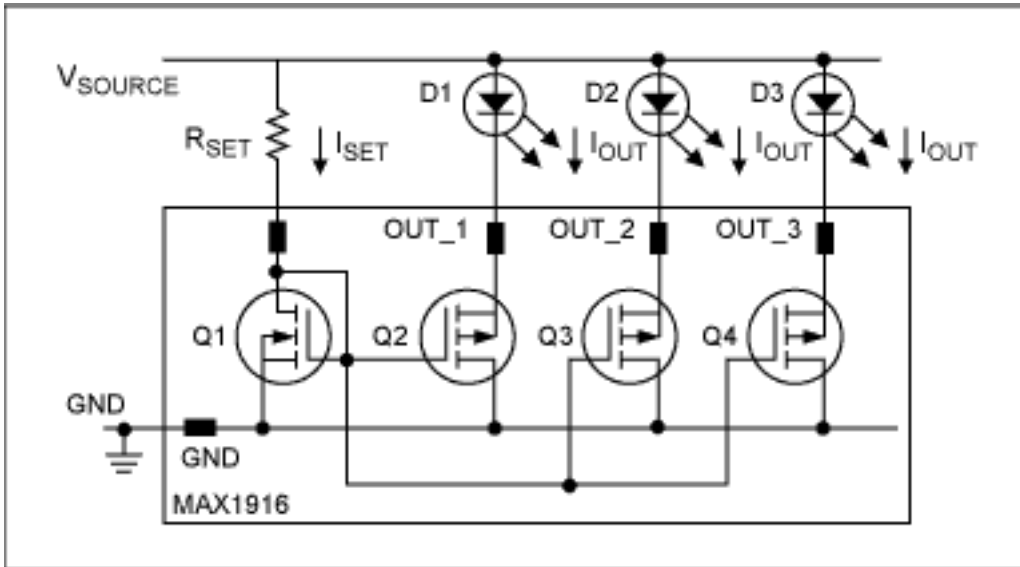 VSOURCE
D1
D2
D3
RSET
ISET
IOUT
IOUT
IOUT
OUT_1
OUT_2
OUT_3
Q1
Q2
Q3
Q4
GND
GND
MAX1916